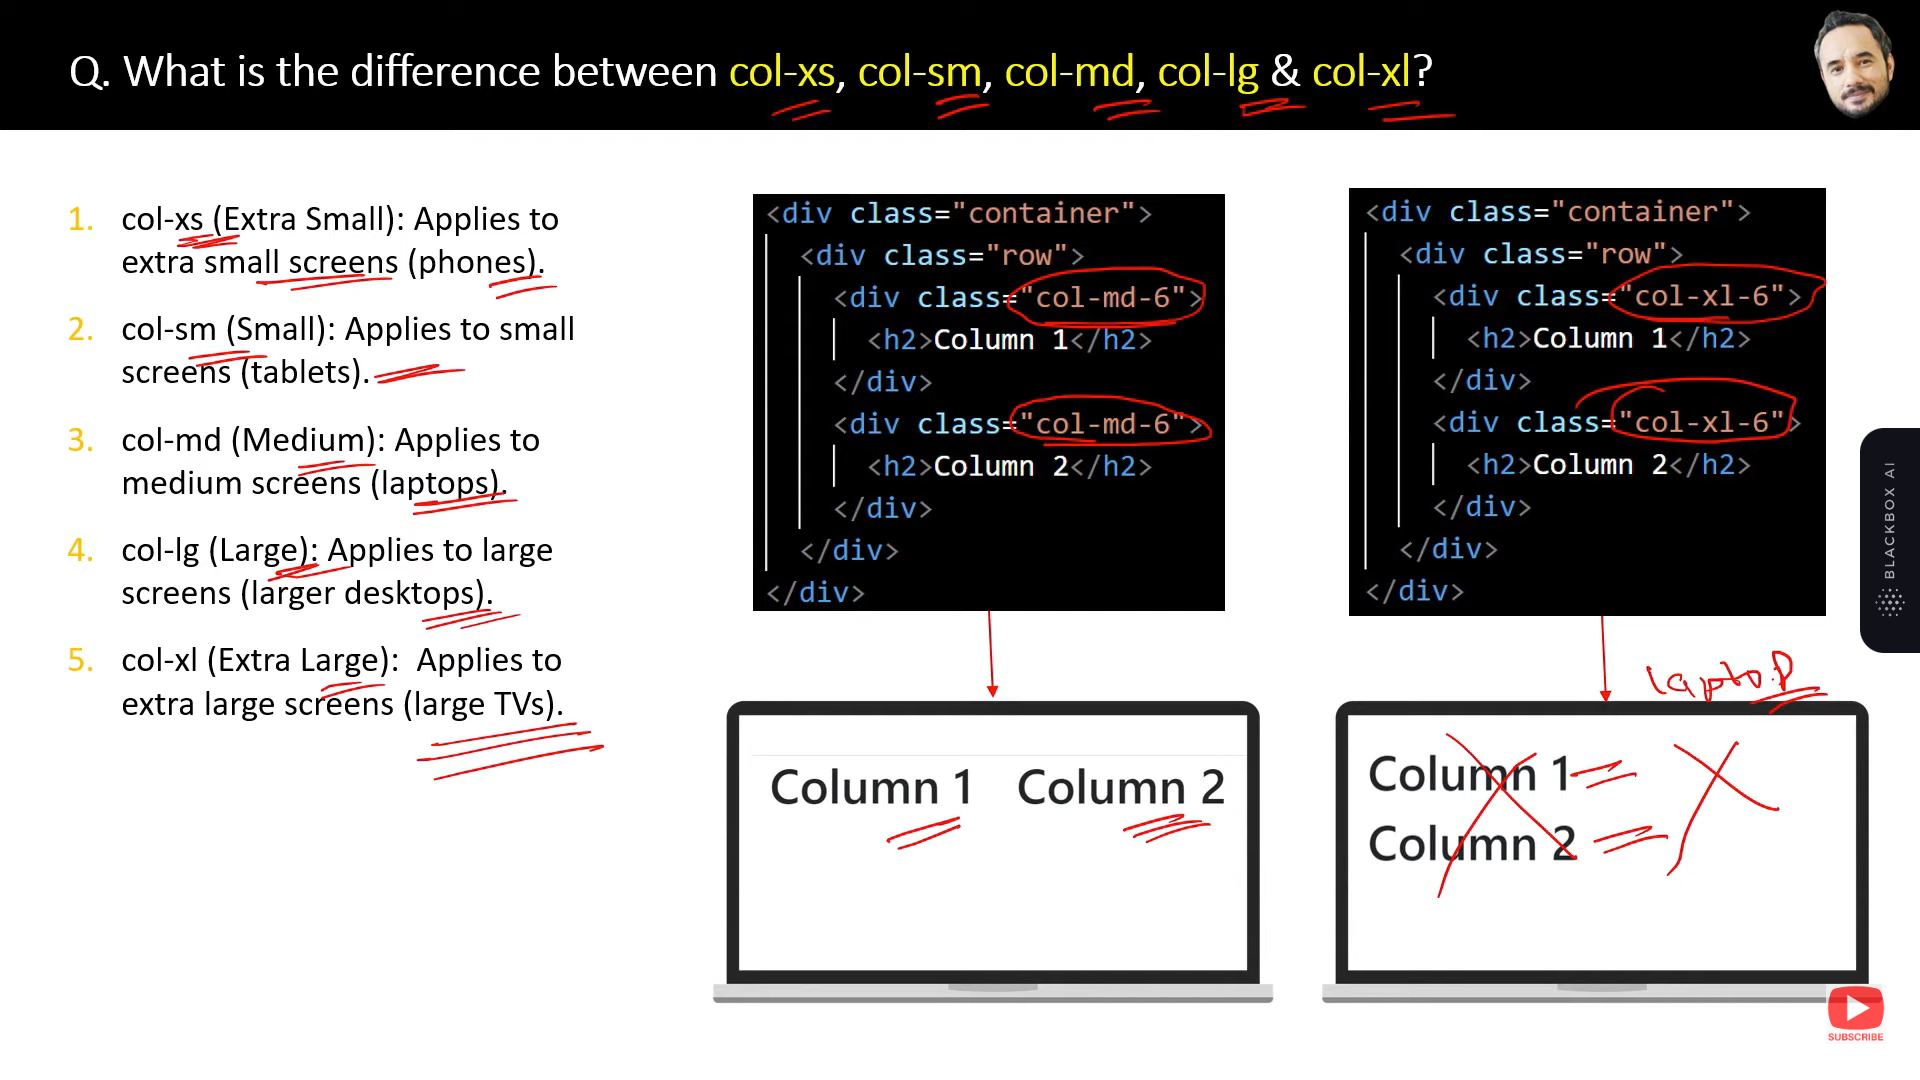 Q. What is the difference between col-xs, col-sm, col-md, col-lg & col-xl?
1. col-xs (Extra Small): Applies to
extra small screens (phones).
2. col-sm (Small): Applies to small
screens (tablets).
3. col-md (Medium): Applies to
medium screens (laptops).
4. col-lg (Large): Applies to large
screens (larger desktops).
5. col-xl (Extra Large):  Applies to
extra large screens (large TVs).
<div class="container">
<div class="row">
<div class="col-md-6">
<h2>Column 1</h2>
</div>
<div class="col-md-6">
<h2>Column 2</h2>
</div>
</div>
</div>
Column 1 Column 2
<div class="container">
<div class="row">
<div class="col-xl-6">
<h2>Column 1</h2>
</div>
<div class="col-xl-6">
<h2>Column 2</h2>
</div>
</div>
</div>
laptop
Column 1
Column 2
BLACKBOX AI
SUBSCRIBE